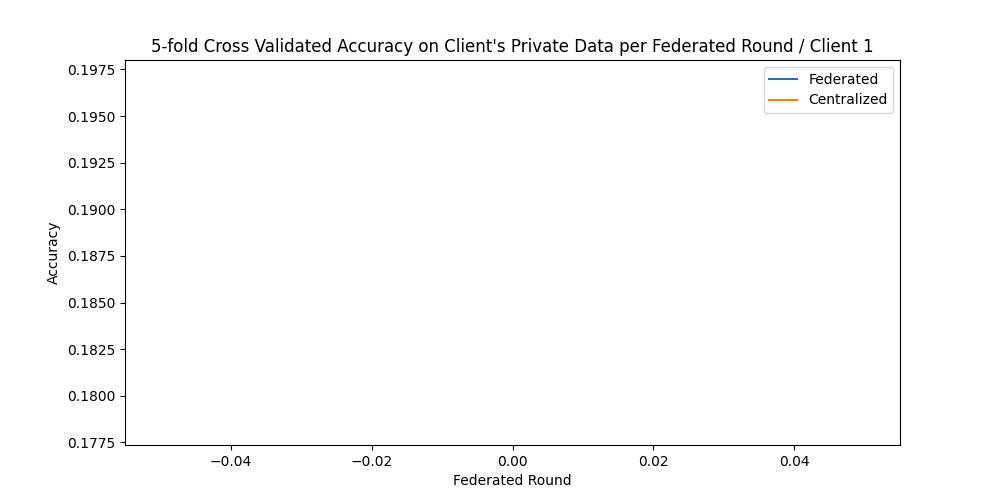 5-fold Cross Validated Accuracy on Client's Private Data per Federated Round / Client 1
Federated
Centralized
0.1975
0.1950
0.1925
0.1900
0.1875
0.1850
0.1825
0.1800
0.1775
Accuracy
−0.04
−0.02
0.00
0.02
0.04
Federated Round